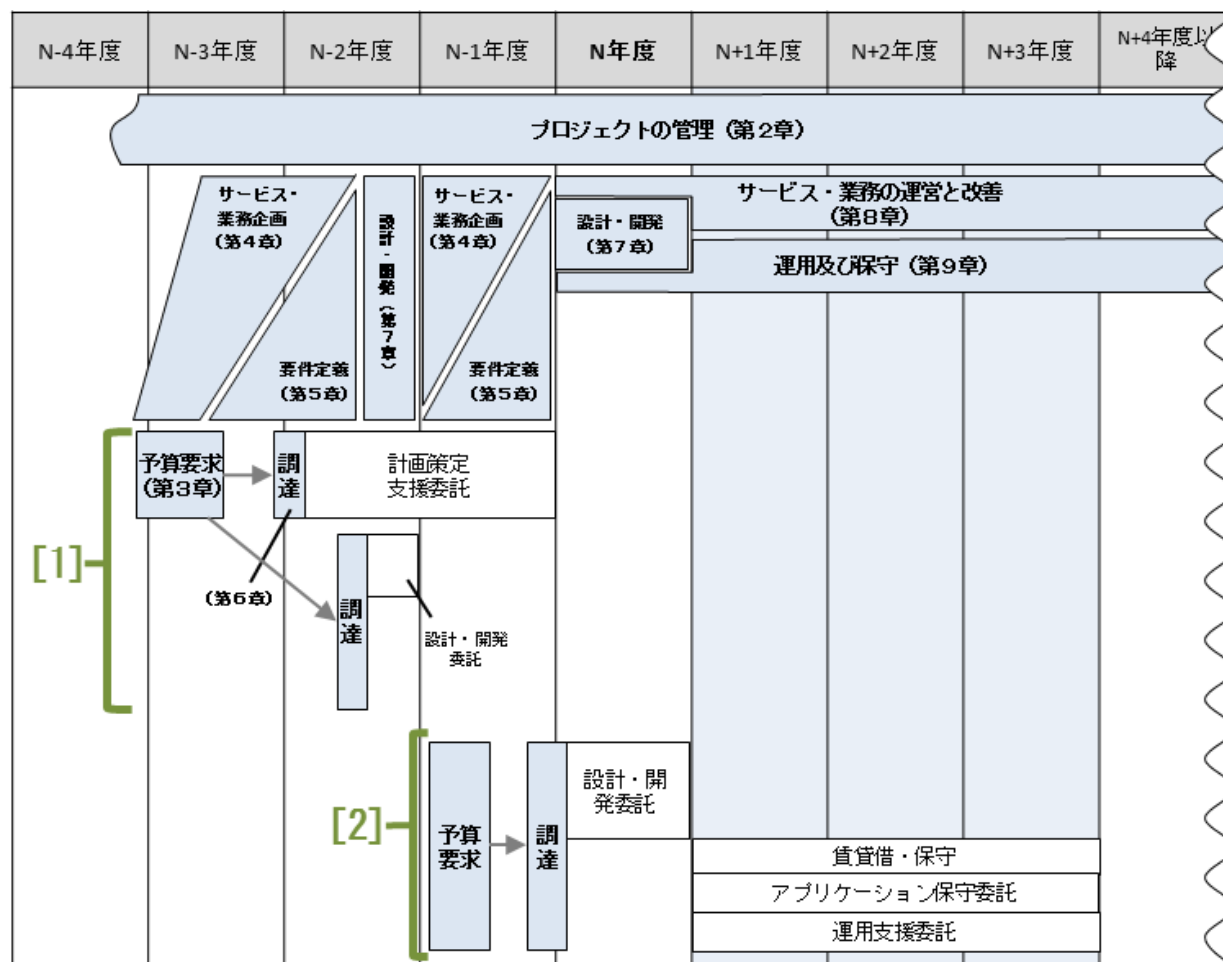 N-4年度
N-3年度
N-2年度
N-1年度
N年度
N+1年度
N+2年度
N+3年度
N+4年度以
降
プロジェクトの管理（第２章）
サービス・
業務企画
（第４章）
要件定義
（第５章）
設計・開発（第７章）
サービス・
業務企画
（第４章）
要件定義
（第５章）
サービス・業務の運営と改善
（第８章）
設計・開発
（第７章）
運用及び保守（第９章）
[1]
予算要求
（第３章）
調達
計画策定
支援委託
（第６章）
調達
設計・開発
委託
[2]
予算
要求
調達
設計・開
発委託
賃貸借・保守
アプリケーション保守委託
運用支援委託